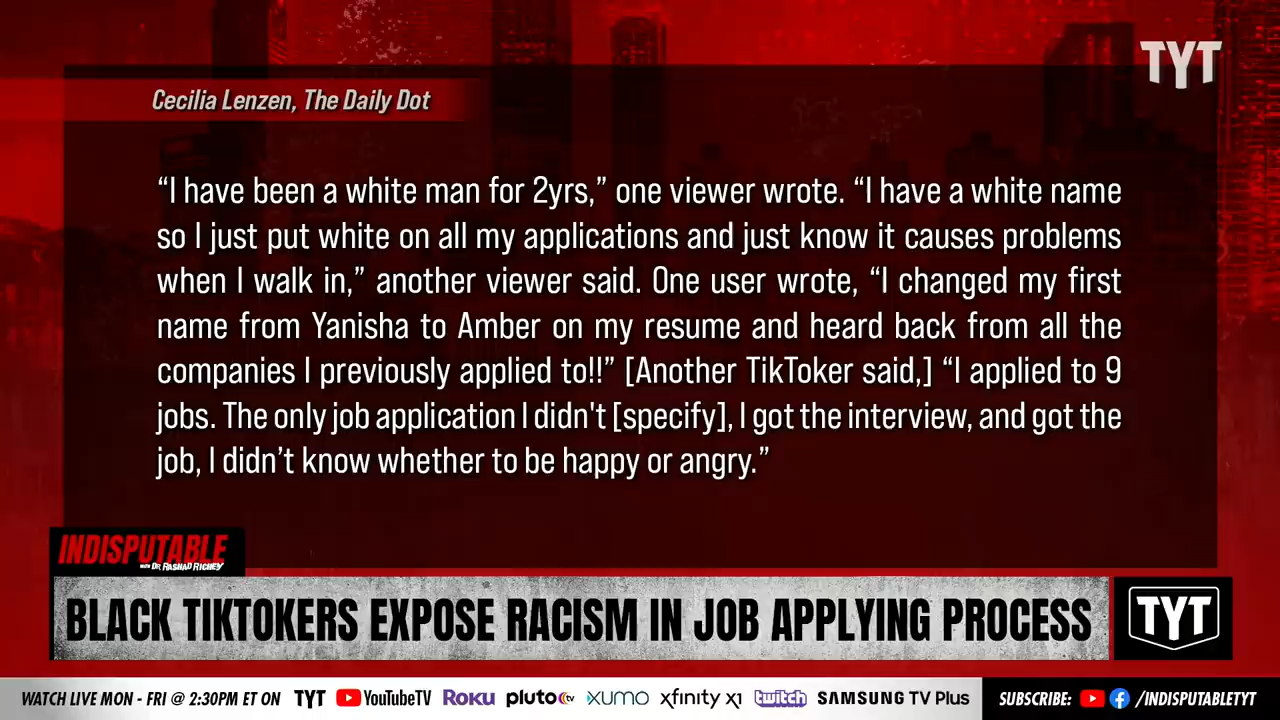 TYT
Cecilia Lenzen, The Daily Dot
“I have been a white man for 2yrs,” one viewer wrote. “I have a white name
so I just put white on all my applications and just know it causes problems
when I walk in,” another viewer said. One user wrote, “I changed my first
name from Yanisha to Amber on my resume and heard back from all the
companies I previously applied to!!” [Another TikToker said,] “I applied to 9
jobs. The only job application I didn't [specify], I got the interview, and got the
job, I didn’t know whether to be happy or angry.”
INDISPUTABLE
WITH DR. RASHAD RICHEY
BLACK TIKTOKERS EXPOSE RACISM IN JOB APPLYING PROCESS
TYT
WATCH LIVE MON - FRI @ 2:30PM ET ON TYT YouTubeTV Roku pluto tv xumo xfinity x1 twitch SAMSUNG TV Plus SUBSCRIBE: /INDISPUTABLETYT